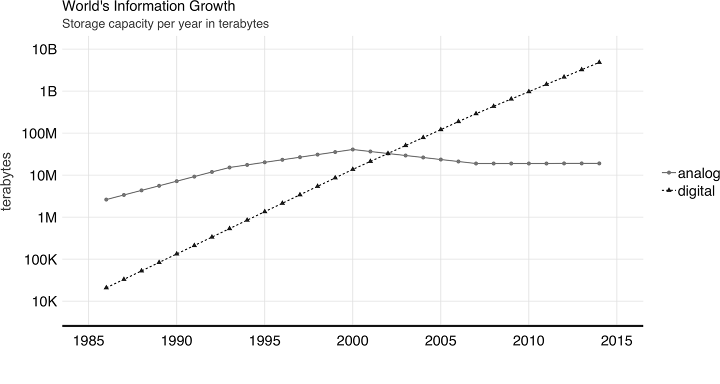 World's Information Growth
Storage capacity per year in terabytes
10B
1B
100M
10M
1M
100K
10K
terabytes
1985 1990 1995 2000 2005 2010 2015
analog
digital